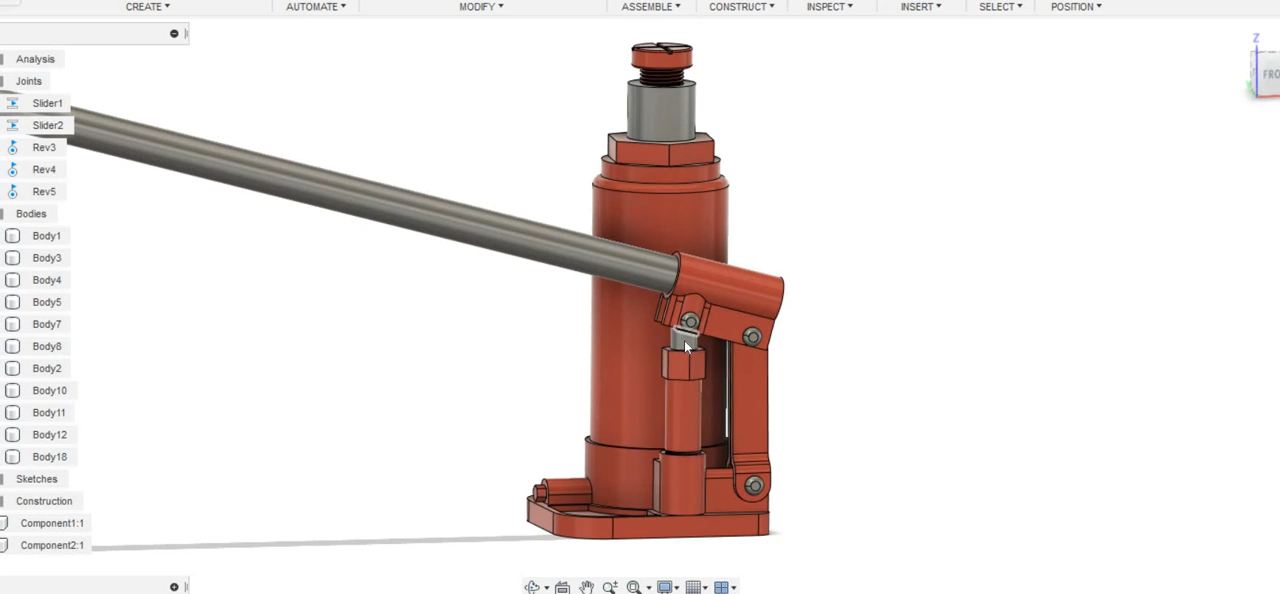 CREATE AUTOMATE MODIFY ASSEMBLE CONSTRUCT INSPECT INSERT SELECT POSITION
Analysis
Joints
Slider1
Slider2
Rev3
Rev4
Rev5
Bodies
Body1
Body3
Body4
Body5
Body7
Body8
Body2
Body10
Body11
Body12
Body18
Sketches
Construction
Component1:1
Component2:1
Z
FRO